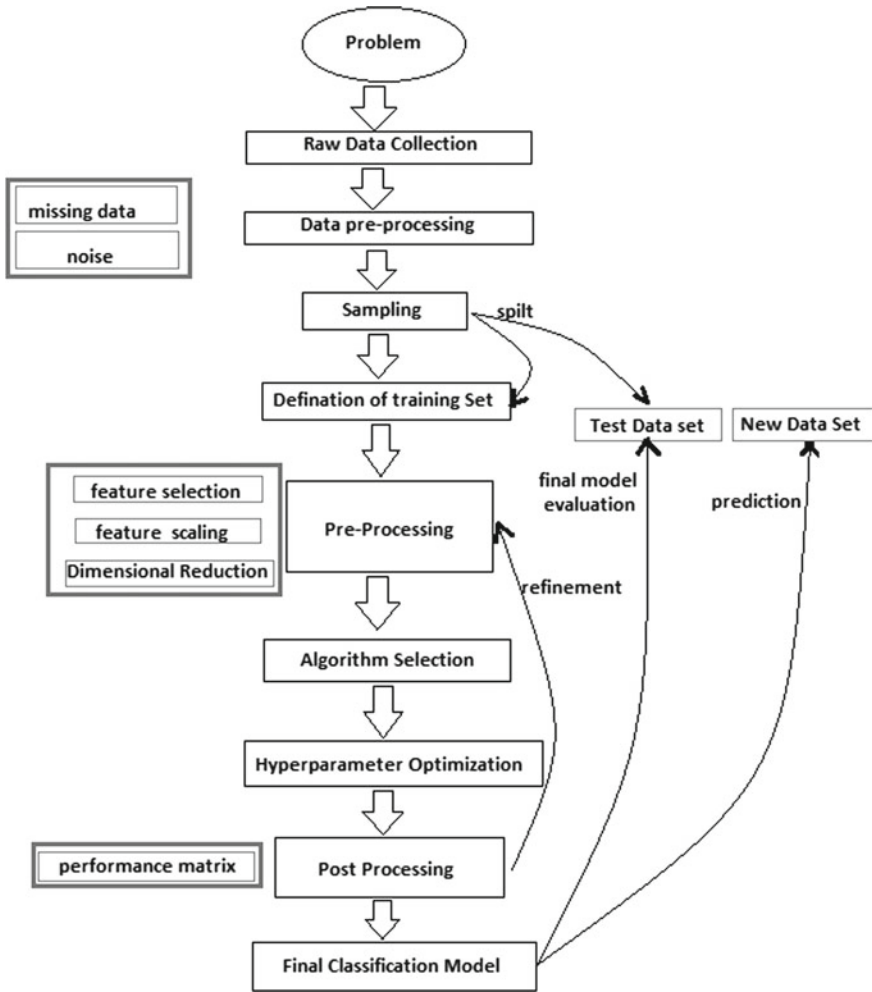 Problem
Raw Data Collection
missing data
noise
Data pre-processing
Sampling
spilt
Defination of training Set
Test Data set
New Data Set
feature selection
feature scaling
Dimensional Reduction
Pre-Processing
final model
evaluation
prediction
refinement
Algorithm Selection
Hyperparameter Optimization
performance matrix
Post Processing
Final Classification Model